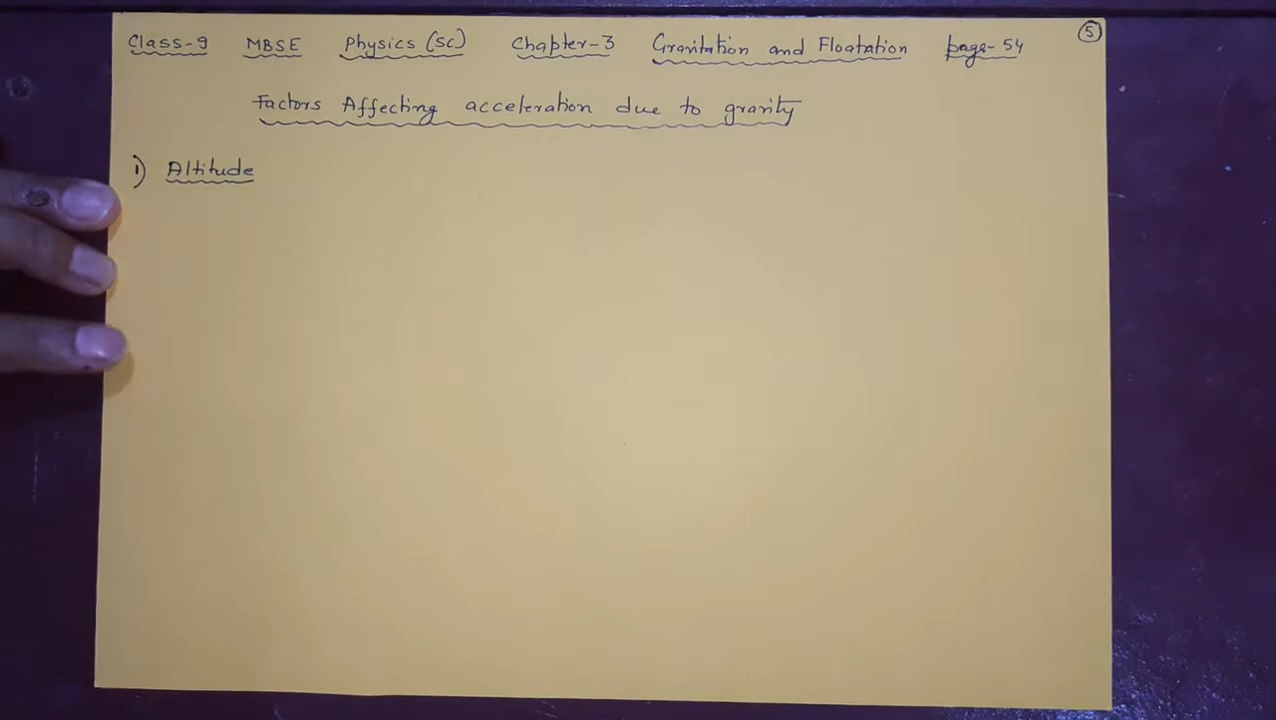 Class-9 MBSE Physics (SC) Chapter-3 Gravitation and Floatation page-54 5
Factors Affecting acceleration due to gravity
1) Altitude